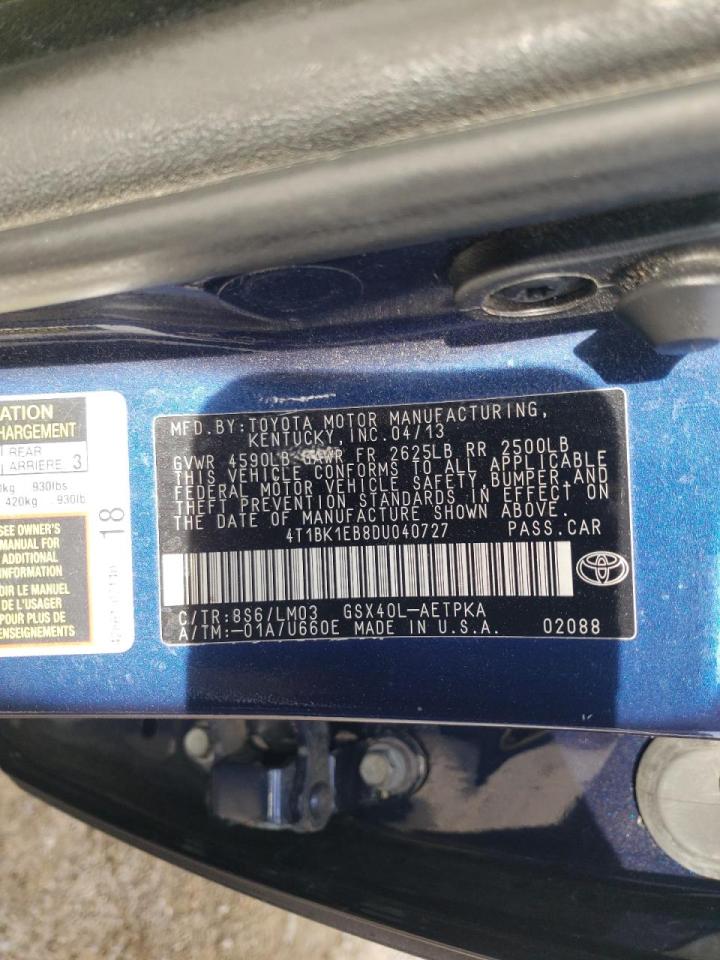 ATION
HARGEMENT
REAR
ARRIERE 3
kg 930lbs
420kg 930lb
SEE OWNER'S
MANUAL FOR
ADDITIONAL
INFORMATION
OIR LE MANUEL
DE L'USAGER
POUR PLUS DE
RENSEIGNEMENTS
18
MFD.BY:TOYOTA MOTOR MANUFACTURING,
KENTUCKY,INC.04/13
GVWR 4590LB GAWR FR 2625LB RR 2500LB
THIS VEHICLE CONFORMS TO ALL APPLICABLE
FEDERAL MOTOR VEHICLE SAFETY,BUMPER,AND
THEFT PREVENTION STANDARDS IN EFFECT ON
THE DATE OF MANUFACTURE SHOWN ABOVE.
4T1BK1EB8DU040727 PASS.CAR
C/TR:8S6/LM03 GSX40L-AETPKA
A/TM:-01A/U660E MADE IN U.S.A. 02088